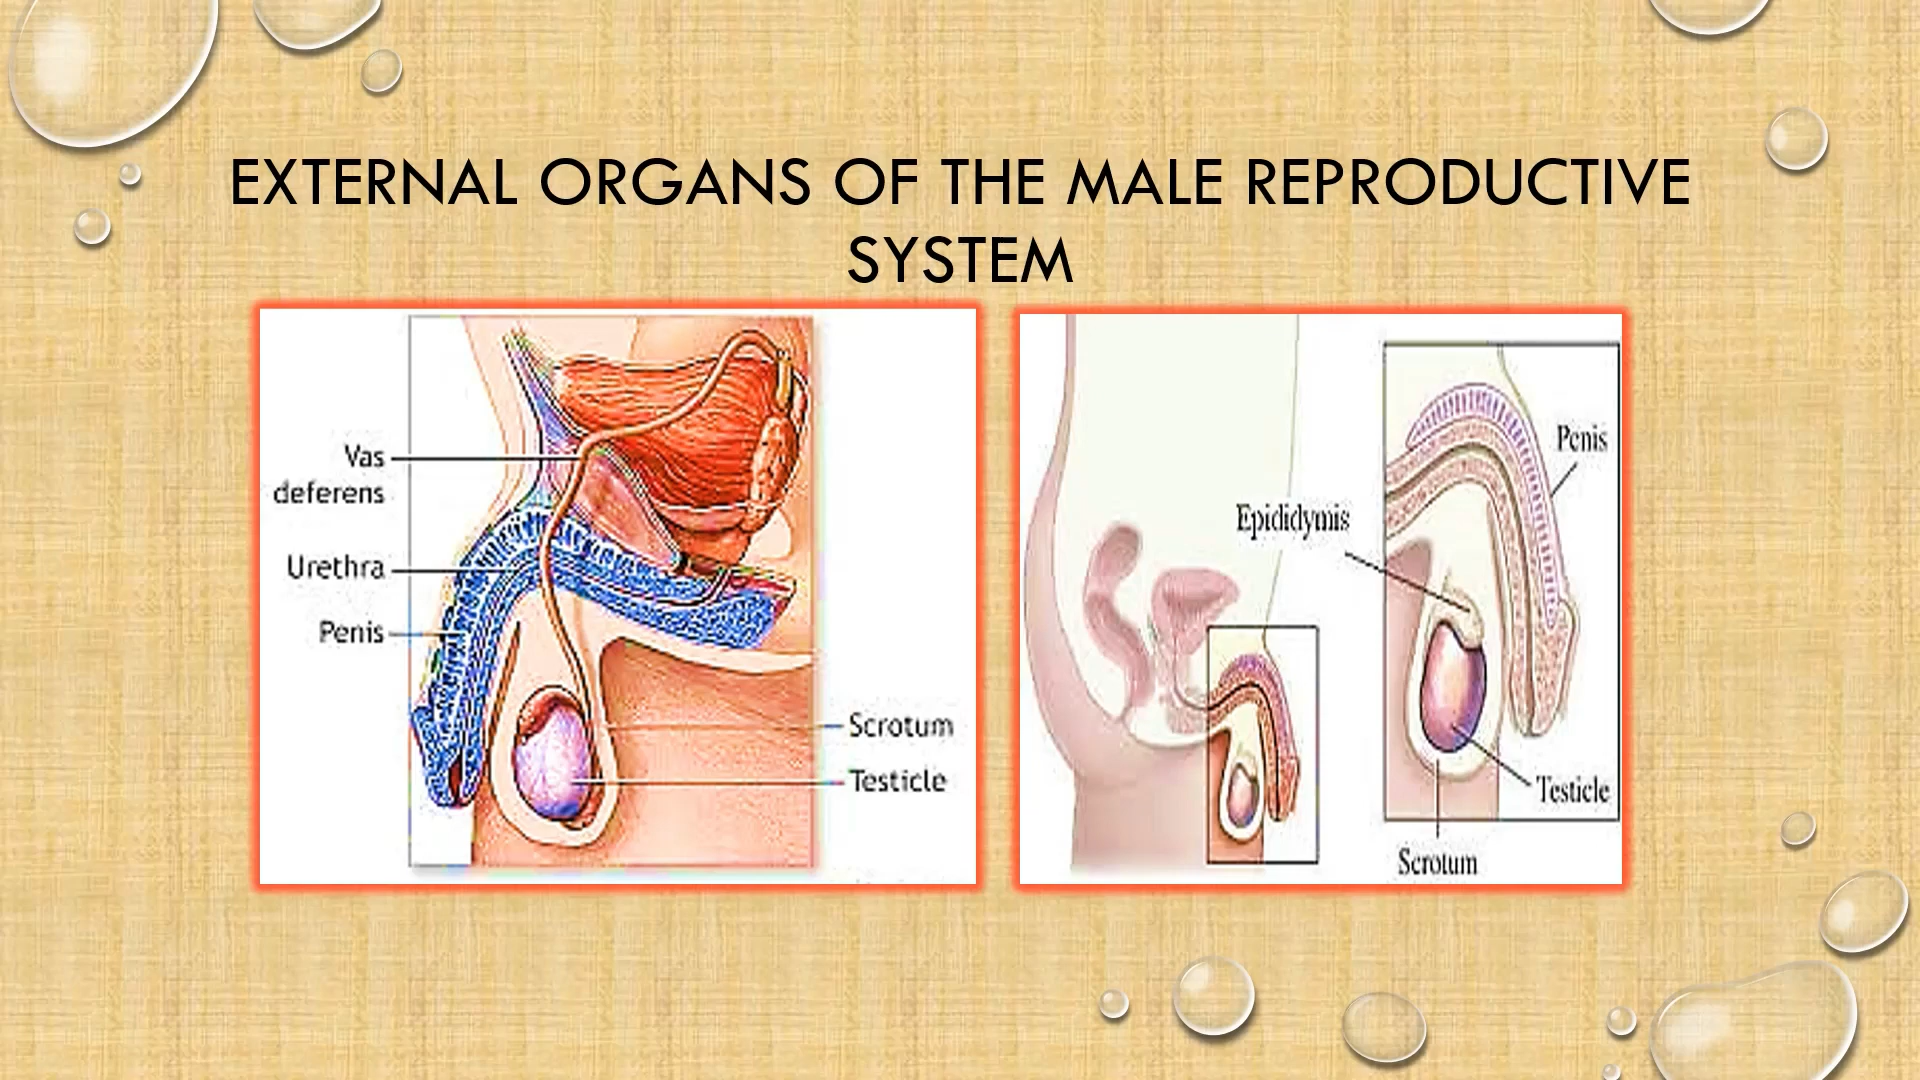 EXTERNAL ORGANS OF THE MALE REPRODUCTIVE
SYSTEM
Vas
deferens
Urethra
Penis
Scrotum
Testicle
Penis
Epididymis
Testicle
Scrotum